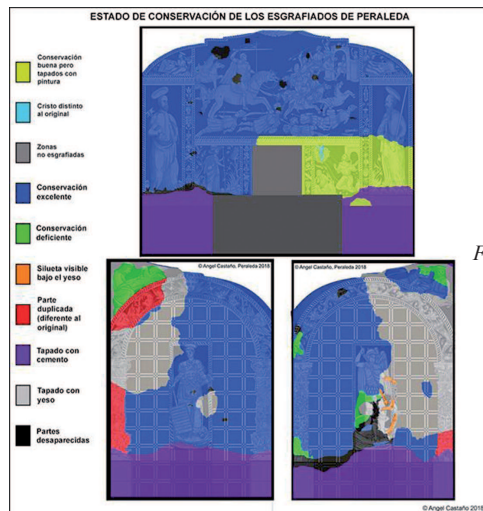 ESTADO DE CONSERVACIÓN DE LOS ESGRAFIADOS DE PERALEDA
Conservación
buena pero
tapados con
pintura
Cristo distinto
al original
Zonas
no esgrafiadas
Conservación
excelente
Conservación
deficiente
Silueta visible
bajo el yeso
Parte
duplicada
(diferente al
original)
Tapado con
cemento
Tapado con
yeso
Partes
desaparecidas
© Angel Castaño, Peraleda 2018
© Angel Castaño, Peraleda 2018
F
© Angel Castaño 2018